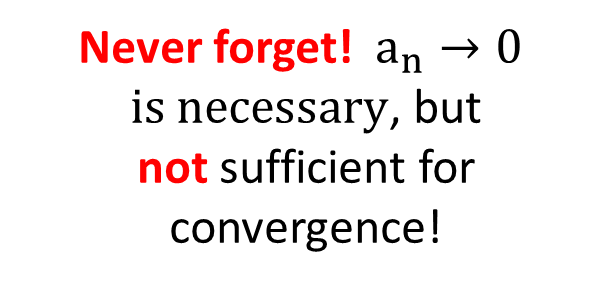 Never forget! aₙ → 0
is necessary, but
not sufficient for
convergence!